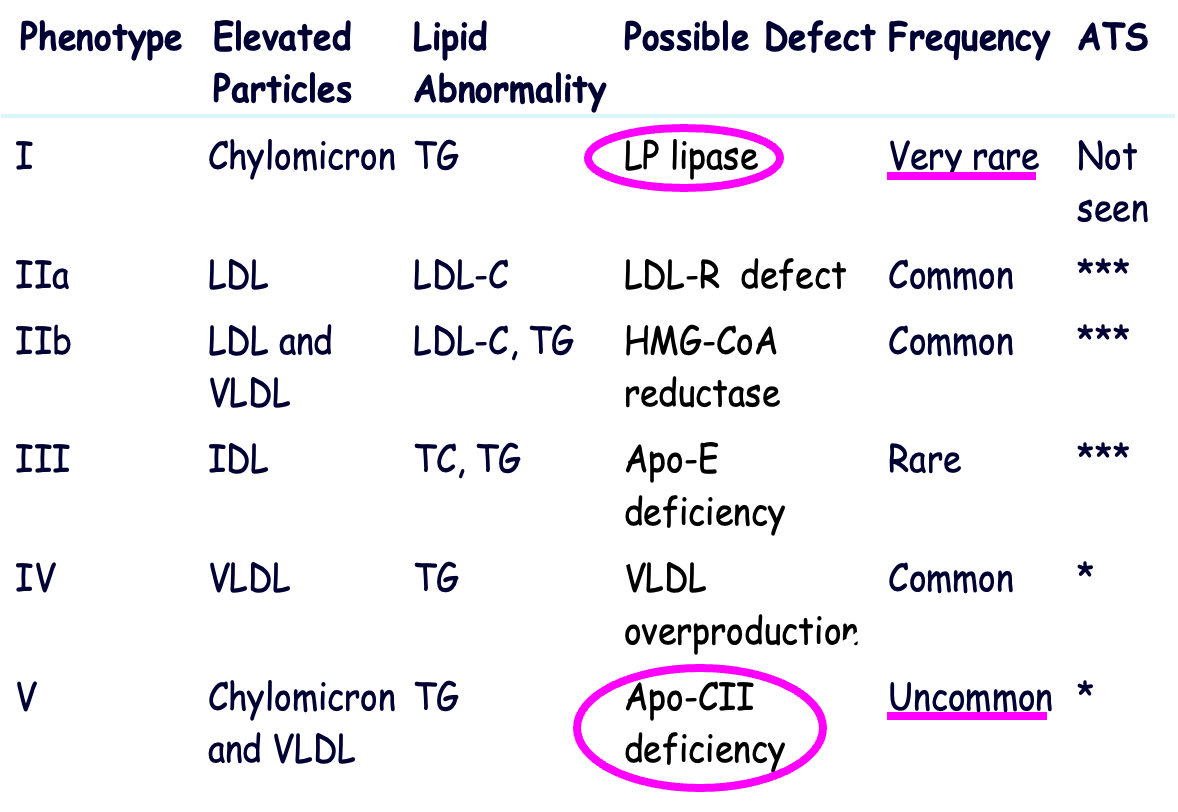 Phenotype Elevated Particles Lipid Abnormality Possible Defect Frequency ATS
I Chylomicron TG LP lipase Very rare Not seen
IIa LDL LDL-C LDL-R defect Common ***
IIb LDL and VLDL LDL-C, TG HMG-CoA reductase Common ***
III IDL TC, TG Apo-E deficiency Rare ***
IV VLDL TG VLDL overproduction Common *
V Chylomicron and VLDL TG Apo-CII deficiency Uncommon *